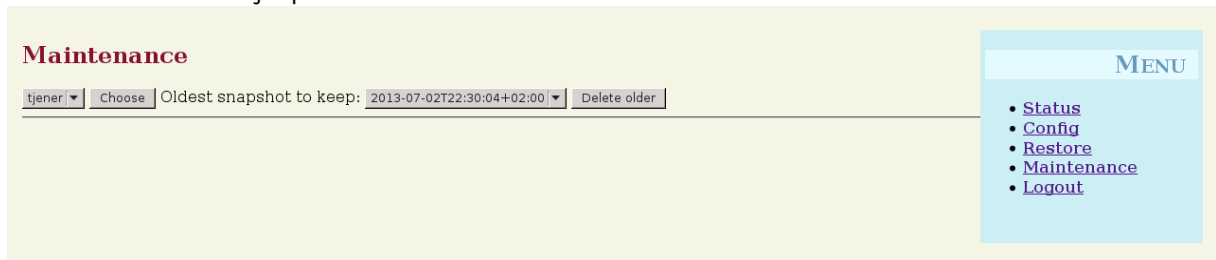 Maintenance
tjener Choose Oldest snapshot to keep: 2013-07-02T22:30:04+02:00 Delete older
MENU
Status
Config
Restore
Maintenance
Logout